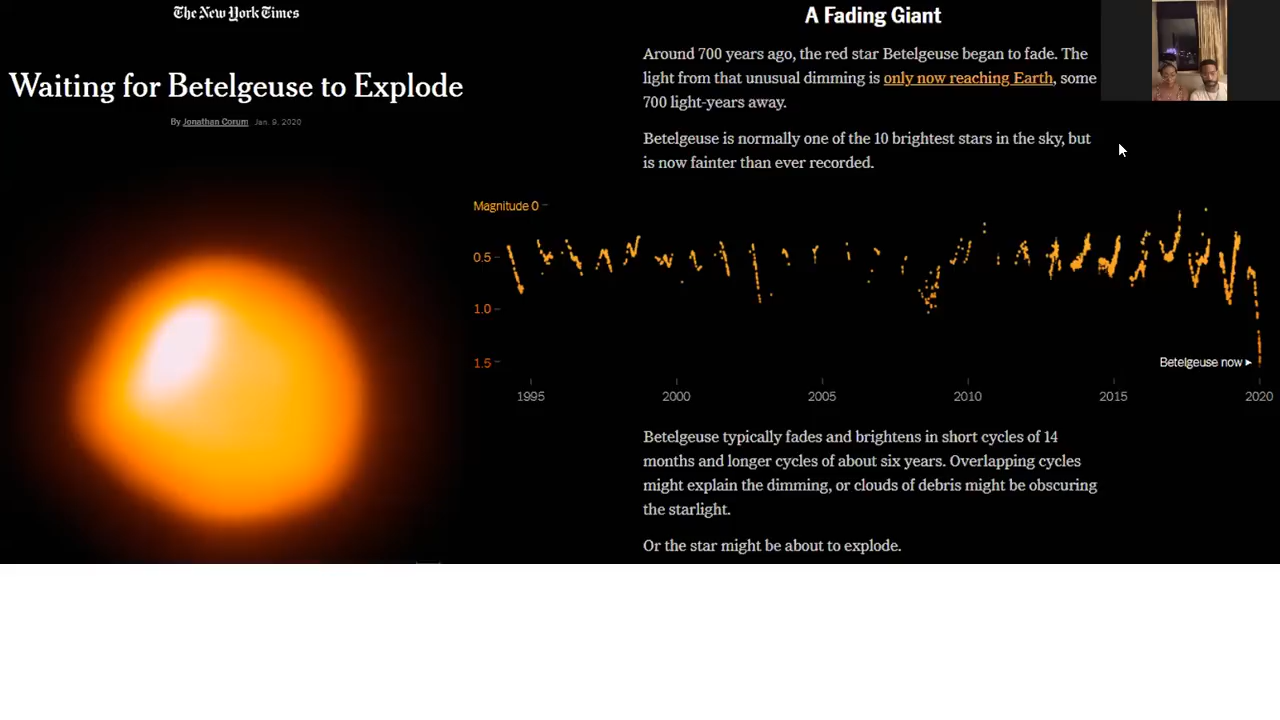 The New York Times
Waiting for Betelgeuse to Explode
By Jonathan Corum Jan. 9, 2020
A Fading Giant
Around 700 years ago, the red star Betelgeuse began to fade. The
light from that unusual dimming is only now reaching Earth, some
700 light-years away.
Betelgeuse is normally one of the 10 brightest stars in the sky, but
is now fainter than ever recorded.
Magnitude 0
0.5
1.0
1.5
Betelgeuse now ▸
1995 2000 2005 2010 2015 2020
Betelgeuse typically fades and brightens in short cycles of 14
months and longer cycles of about six years. Overlapping cycles
might explain the dimming, or clouds of debris might be obscuring
the starlight.
Or the star might be about to explode.